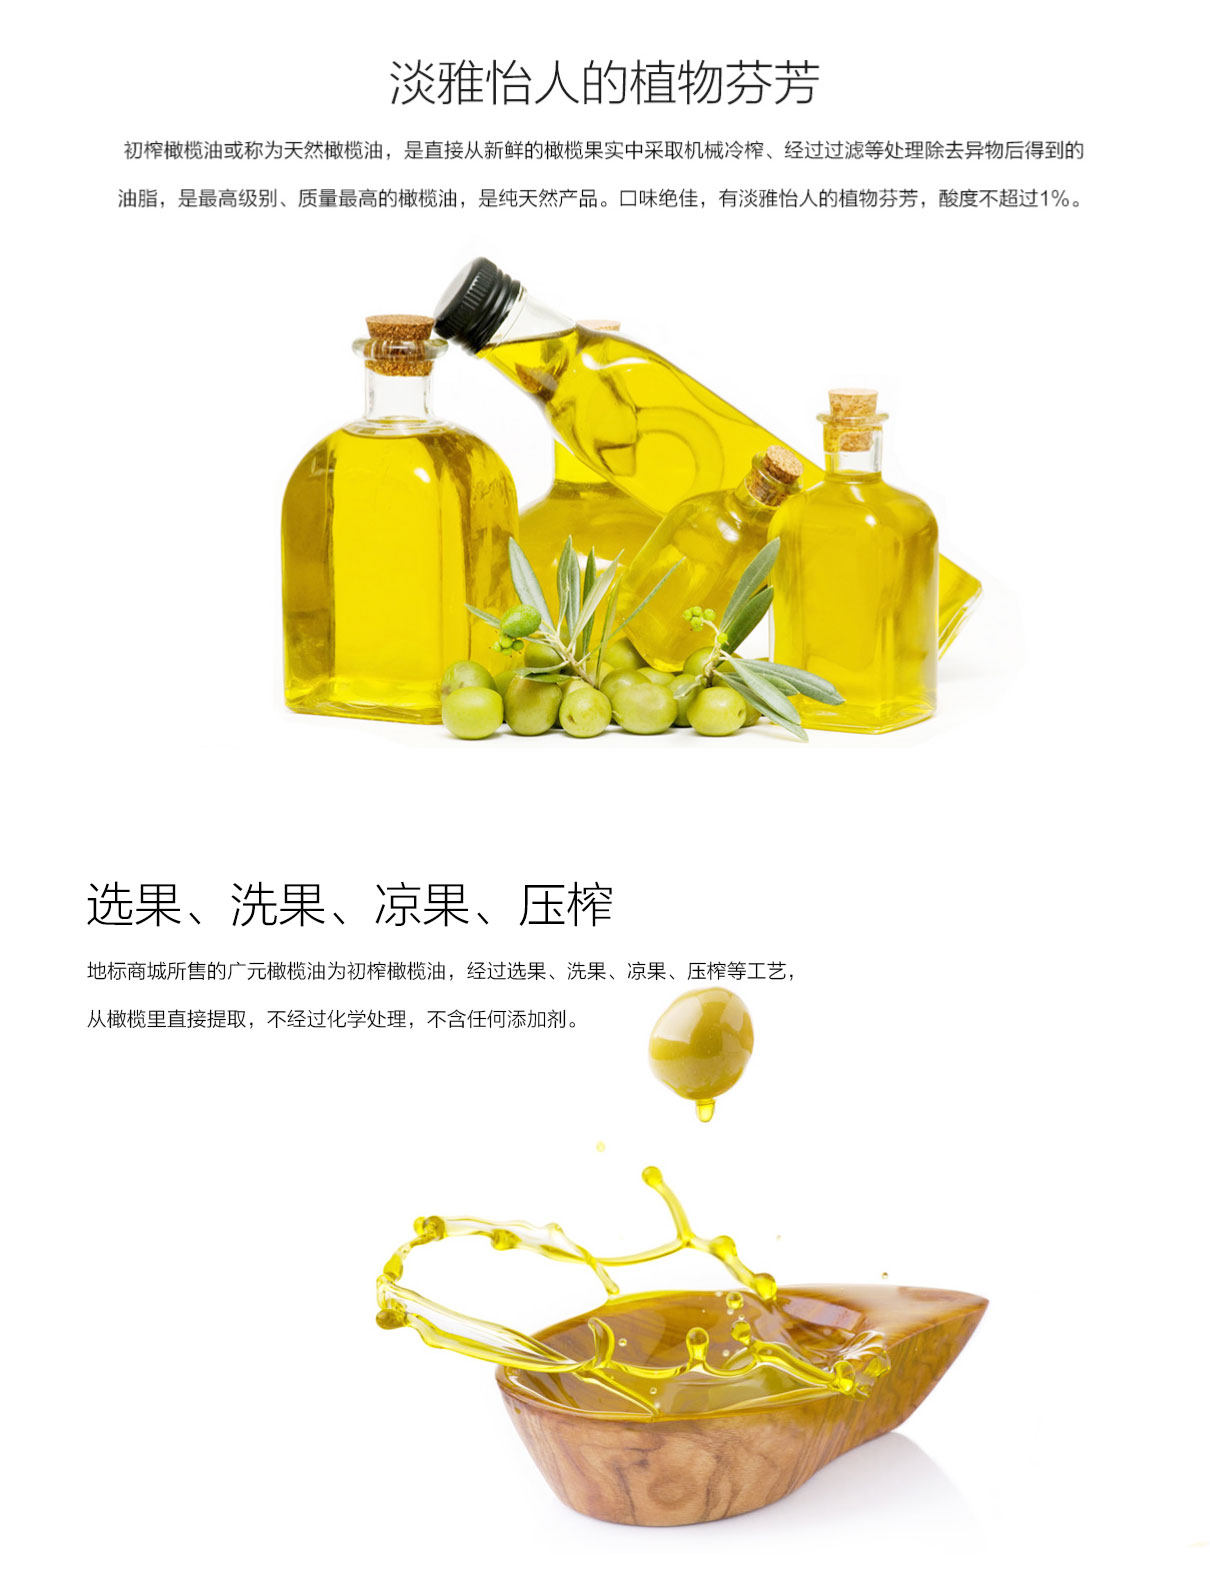 淡雅怡人的植物芬芳
初榨橄榄油或称为天然橄榄油，是直接从新鲜的橄榄果实中采取机械冷榨、经过过滤等处理除去异物后得到的
油脂，是最高级别、质量最高的橄榄油，是纯天然产品。口味绝佳，有淡雅怡人的植物芬芳，酸度不超过1%。
选果、洗果、凉果、压榨
地标商城所售的广元橄榄油为初榨橄榄油，经过选果、洗果、凉果、压榨等工艺，
从橄榄里直接提取，不经过化学处理，不含任何添加剂。